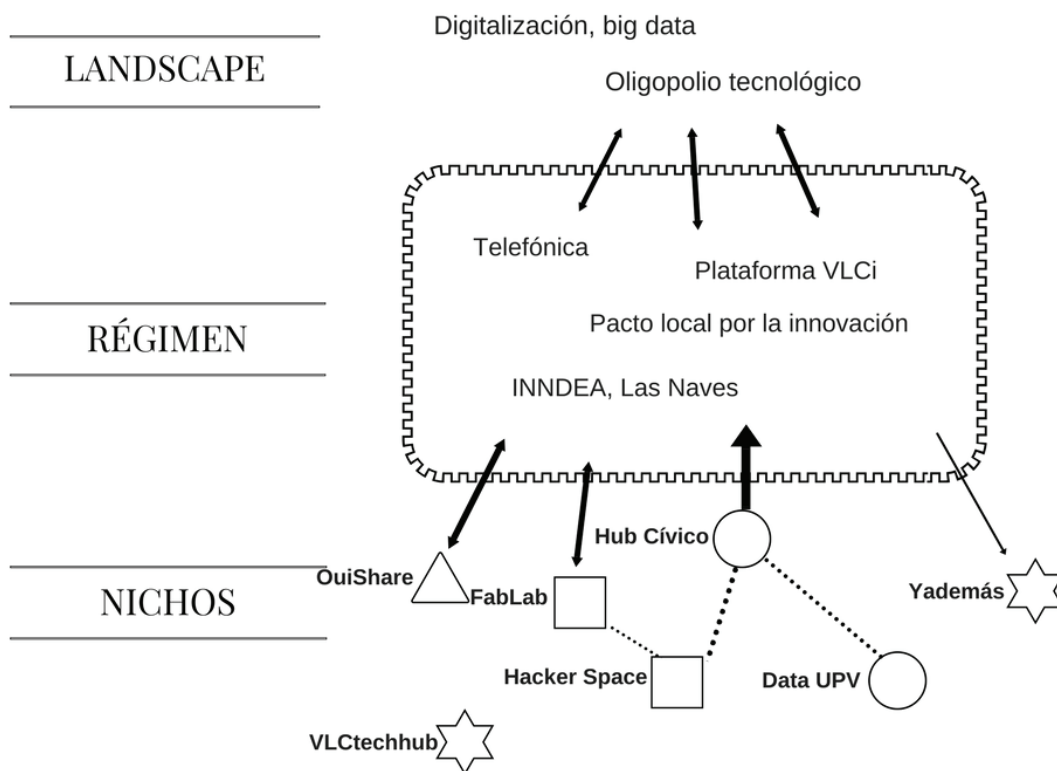 Digitalización, big data
LANDSCAPE
Oligopolio tecnológico
Telefónica
Plataforma VLCi
Pacto local por la innovación
RÉGIMEN
INNDEA, Las Naves
Hub Cívico
OuiShare
FabLab
Yademás
NICHOS
Hacker Space
Data UPV
VLCtechhub